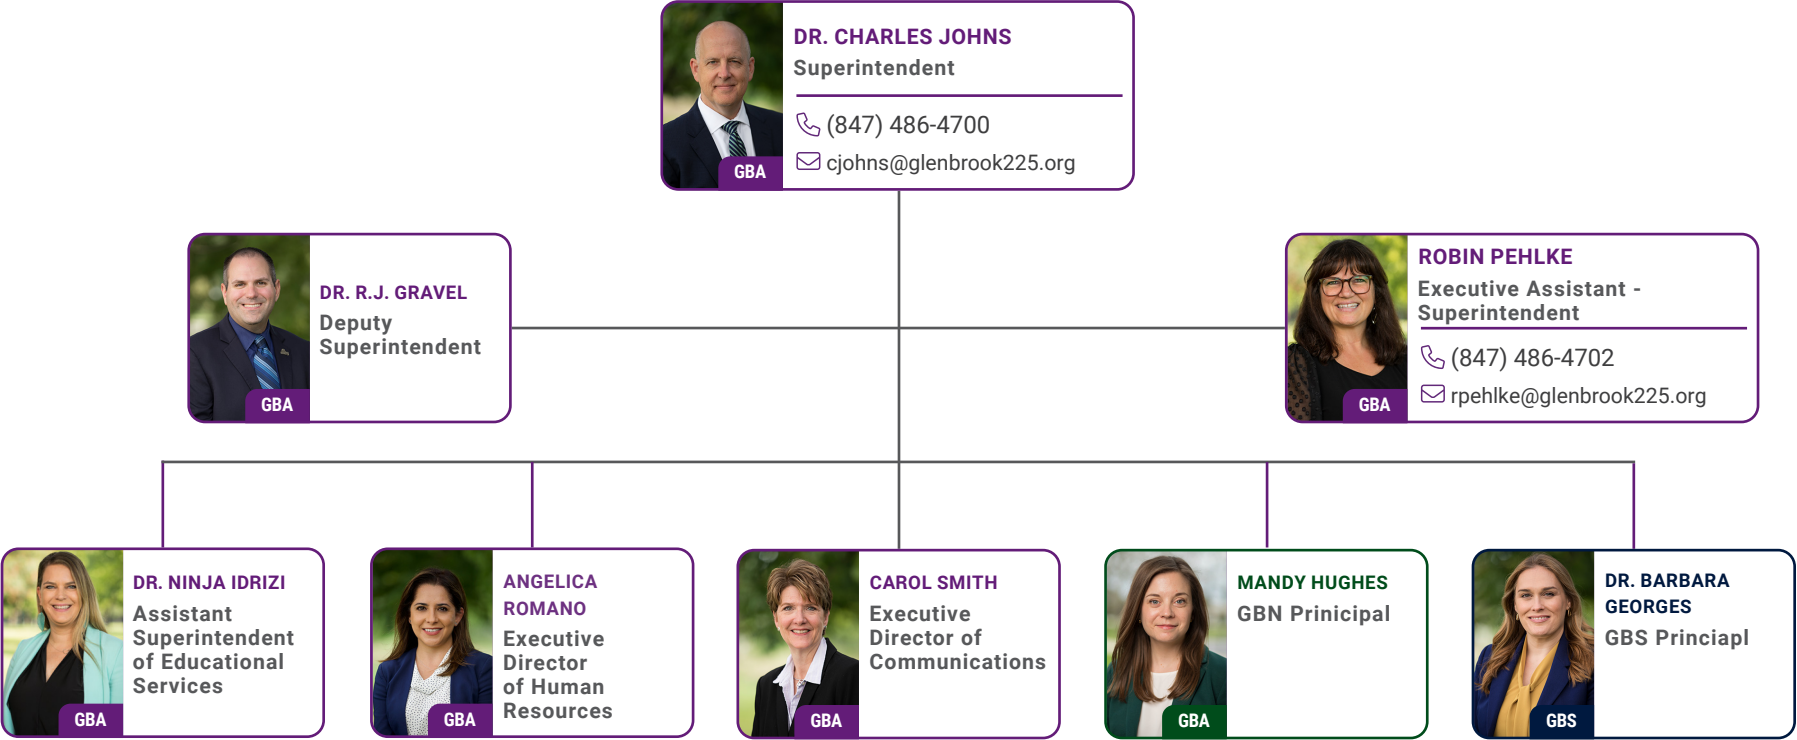 DR. CHARLES JOHNS
Superintendent
(847) 486-4700
cjohns@glenbrook225.org
GBA
DR. R.J. GRAVEL
Deputy
Superintendent
GBA
ROBIN PEHLKE
Executive Assistant -
Superintendent
(847) 486-4702
rpehlke@glenbrook225.org
GBA
DR. NINJA IDRIZI
Assistant
Superintendent
of Educational
Services
GBA
ANGELICA
ROMANO
Executive
Director
of Human
Resources
GBA
CAROL SMITH
Executive
Director of
Communications
GBA
MANDY HUGHES
GBN Prinicipal
GBA
DR. BARBARA
GEORGES
GBS Princiapl
GBS